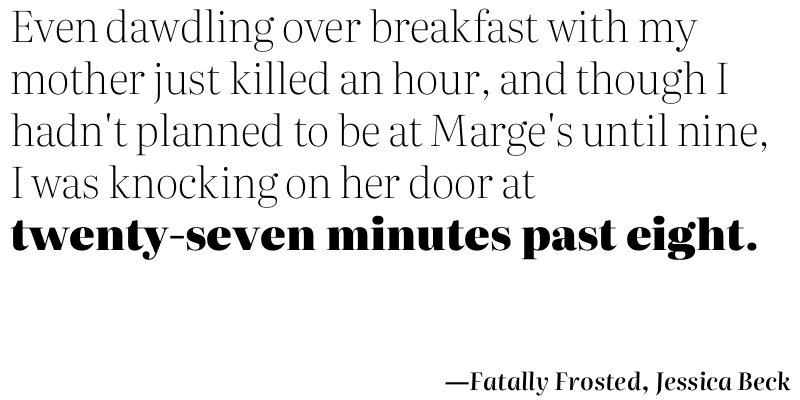 Even dawdling over breakfast with my
mother just killed an hour, and though I
hadn't planned to be at Marge's until nine,
I was knocking on her door at
twenty-seven minutes past eight.
—Fatally Frosted, Jessica Beck